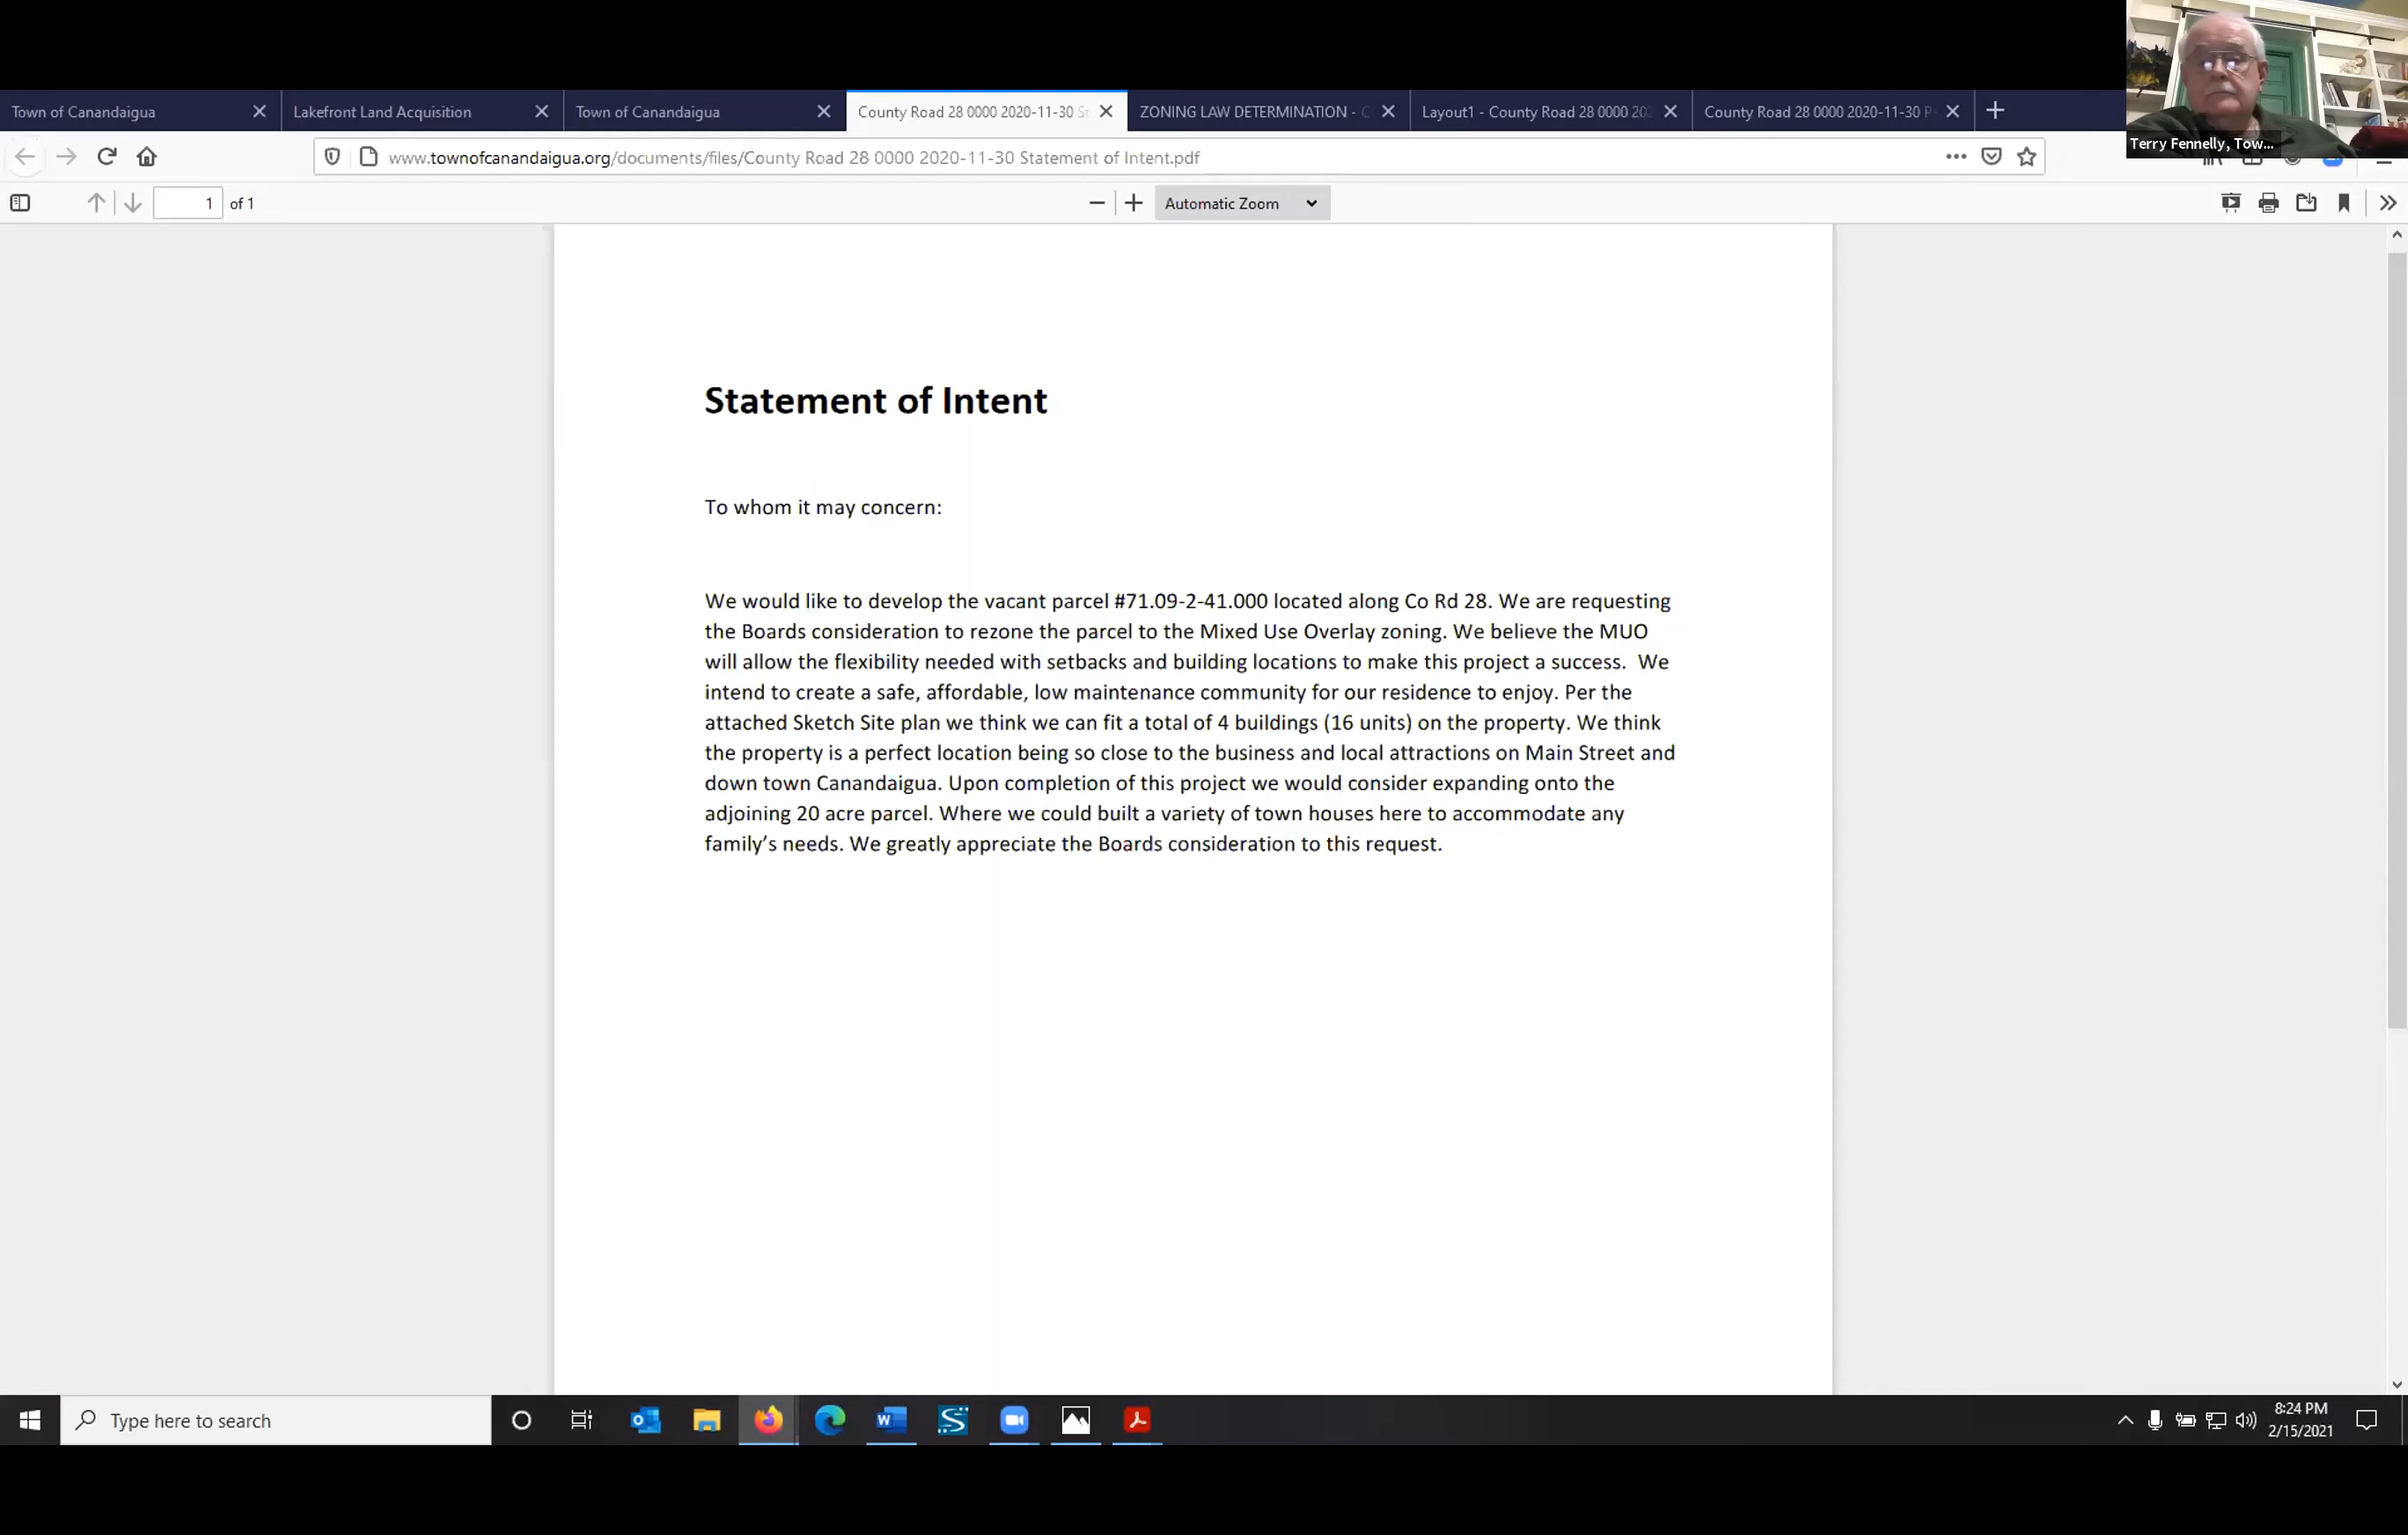 Town of Canandaigua
Lakefront Land Acquisition
Town of Canandaigua
County Road 28 0000 2020-11-30 S
ZONING LAW DETERMINATION - C
Layout1 - County Road 28 0000 202
County Road 28 0000 2020-11-30 P
Terry Fennelly, Tow...
www.townofcanandaigua.org/documents/files/County Road 28 0000 2020-11-30 Statement of Intent.pdf
1 of 1
Automatic Zoom
Statement of Intent
To whom it may concern:
We would like to develop the vacant parcel #71.09-2-41.000 located along Co Rd 28. We are requesting
the Boards consideration to rezone the parcel to the Mixed Use Overlay zoning. We believe the MUO
will allow the flexibility needed with setbacks and building locations to make this project a success.  We
intend to create a safe, affordable, low maintenance community for our residence to enjoy. Per the
attached Sketch Site plan we think we can fit a total of 4 buildings (16 units) on the property. We think
the property is a perfect location being so close to the business and local attractions on Main Street and
down town Canandaigua. Upon completion of this project we would consider expanding onto the
adjoining 20 acre parcel. Where we could built a variety of town houses here to accommodate any
family’s needs. We greatly appreciate the Boards consideration to this request.
Type here to search
8:24 PM
2/15/2021